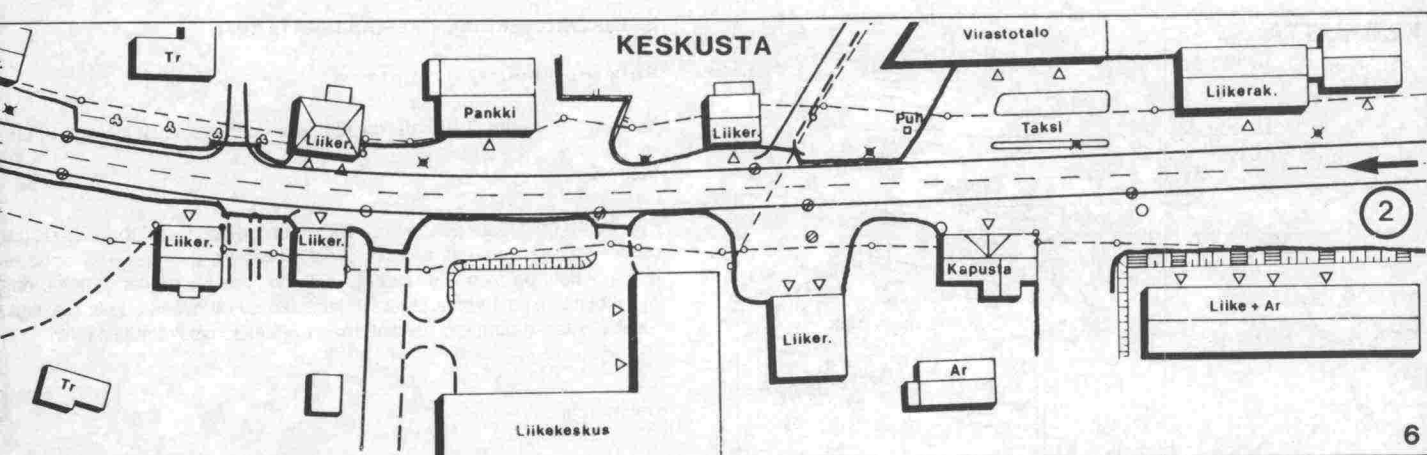 KESKUSTA
Virastotalo
Tr
Liikerak.
Pankki
Liiker.
Liiker.
Puh
Taksi
2
Liiker.
Liiker.
Kapusta
Liike + Ar
Liiker.
Tr
Ar
Liikekeskus
6